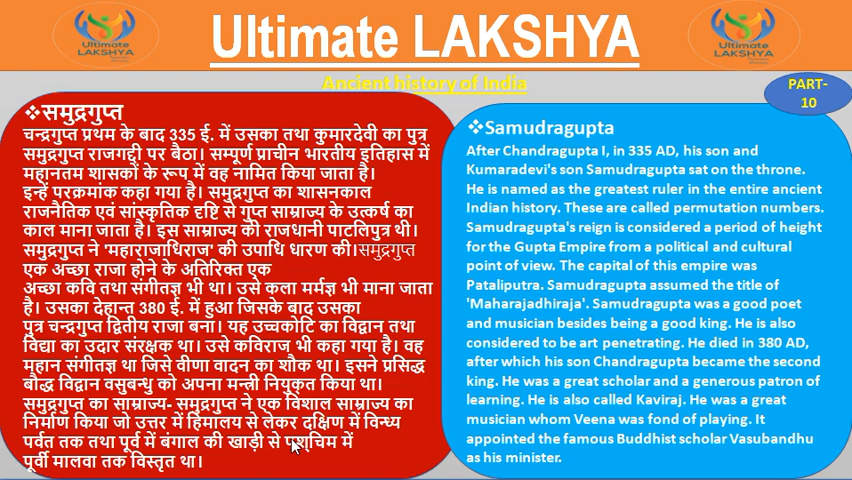 Ultimate
LAKSHYA
Ultimate LAKSHYA
Ultimate
LAKSHYA
Ancient history of India
PART-
10
❖समुद्रगुप्त
चन्द्रगुप्त प्रथम के बाद 335 ई. में उसका तथा कुमारदेवी का पुत्र
समुद्रगुप्त राजगद्दी पर बैठा। सम्पूर्ण प्राचीन भारतीय इतिहास में
महानतम शासकों के रूप में वह नामित किया जाता है।
इन्हें परक्रमांक कहा गया है। समुद्रगुप्त का शासनकाल
राजनैतिक एवं सांस्कृतिक दृष्टि से गुप्त साम्राज्य के उत्कर्ष का
काल माना जाता है। इस साम्राज्य की राजधानी पाटलिपुत्र थी।
समुद्रगुप्त ने 'महाराजाधिराज' की उपाधि धारण की।समुद्रगुप्त
एक अच्छा राजा होने के अतिरिक्त एक
अच्छा कवि तथा संगीतज्ञ भी था। उसे कला मर्मज्ञ भी माना जाता
है। उसका देहान्त 380 ई. में हुआ जिसके बाद उसका
पुत्र चन्द्रगुप्त द्वितीय राजा बना। यह उच्चकोटि का विद्वान तथा
विद्या का उदार संरक्षक था। उसे कविराज भी कहा गया है। वह
महान संगीतज्ञ था जिसे वीणा वादन का शौक था। इसने प्रसिद्ध
बौद्ध विद्वान वसुबन्धु को अपना मन्त्री नियुक्त किया था।
समुद्रगुप्त का साम्राज्य- समुद्रगुप्त ने एक विशाल साम्राज्य का
निर्माण किया जो उत्तर में हिमालय से लेकर दक्षिण में विन्ध्य
पर्वत तक तथा पूर्व में बंगाल की खाड़ी से पश्चिम में
पूर्वी मालवा तक विस्तृत था।
❖Samudragupta
After Chandragupta I, in 335 AD, his son and
Kumaradevi's son Samudragupta sat on the throne.
He is named as the greatest ruler in the entire ancient
Indian history. These are called permutation numbers.
Samudragupta's reign is considered a period of height
for the Gupta Empire from a political and cultural
point of view. The capital of this empire was
Pataliputra. Samudragupta assumed the title of
'Maharajadhiraja'. Samudragupta was a good poet
and musician besides being a good king. He is also
considered to be art penetrating. He died in 380 AD,
after which his son Chandragupta became the second
king. He was a great scholar and a generous patron of
learning. He is also called Kaviraj. He was a great
musician whom Veena was fond of playing. It
appointed the famous Buddhist scholar Vasubandhu
as his minister.